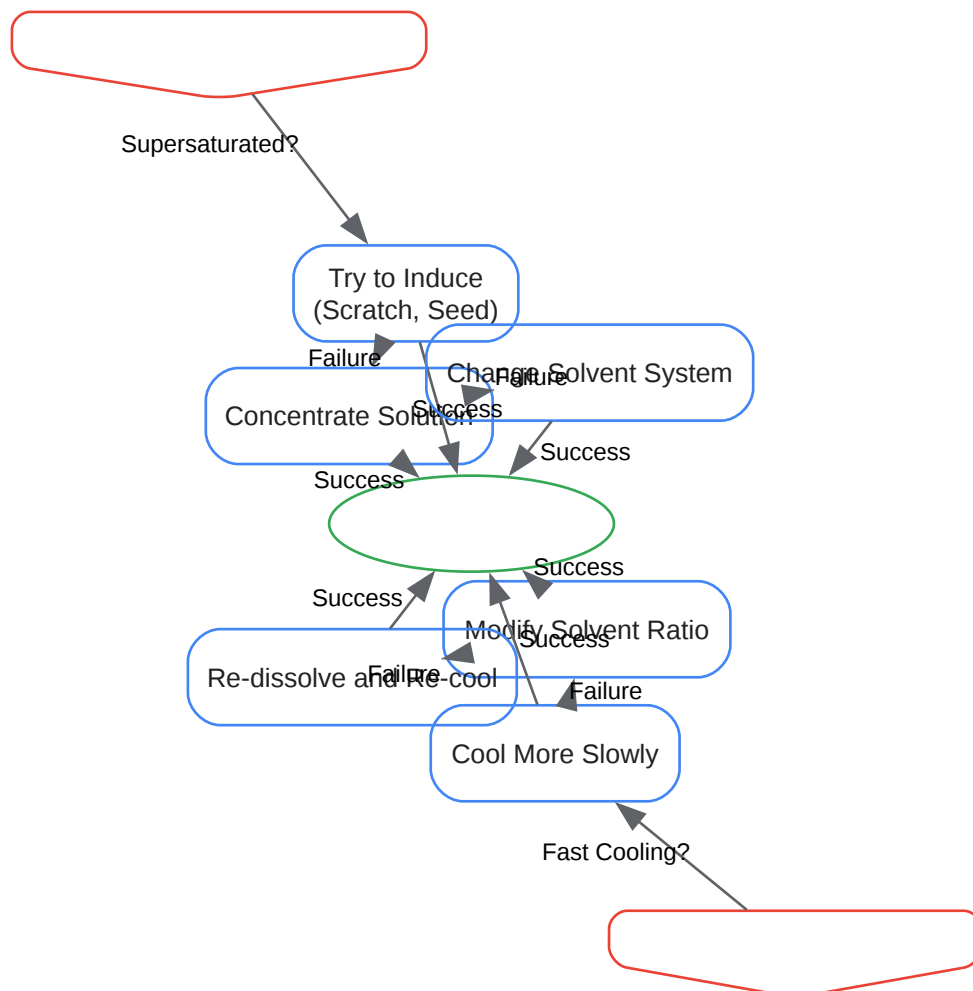 Supersaturated?
Try to Induce
(Scratch, Seed)
Failure
Change Solvent System
Failure
Concentrate Solution
Success
Success
Success
Success
Success
Modify Solvent Ratio
Success
Re-dissolve and Re-cool
Failure
Failure
Cool More Slowly
Fast Cooling?